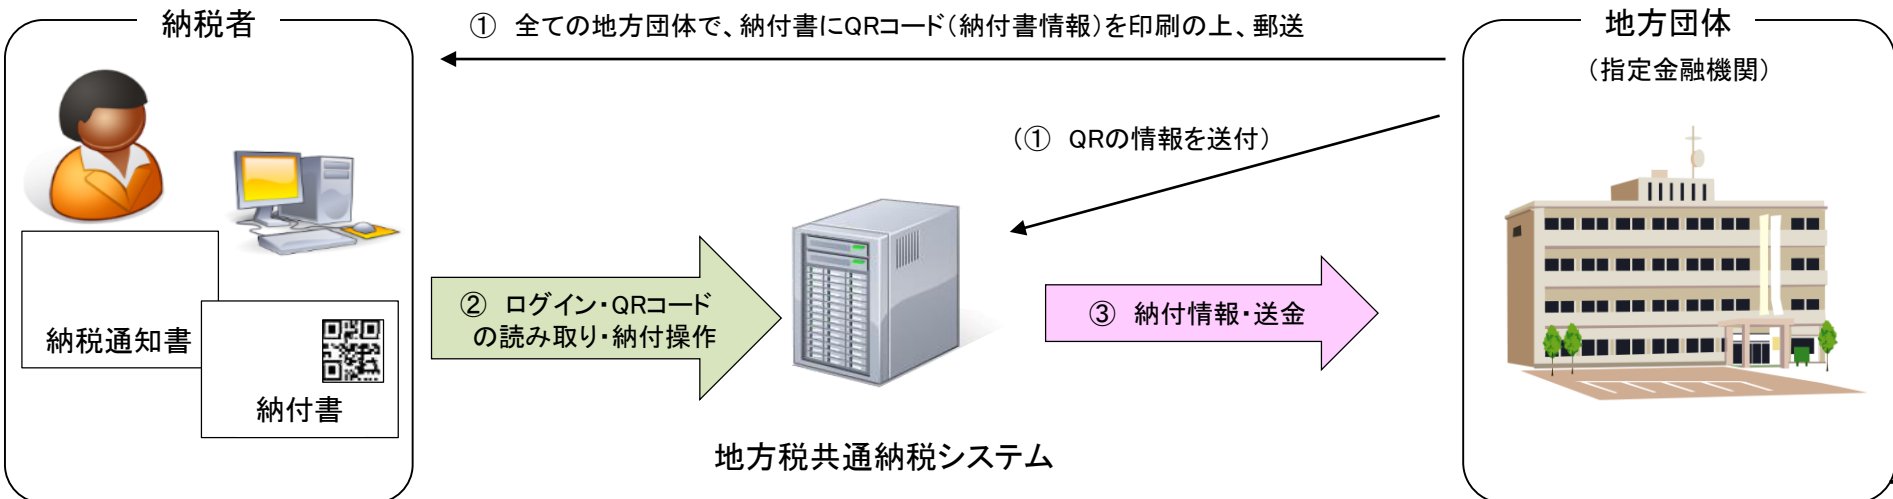 納税者
① 全ての地方団体で、納付書にQRコード（納付書情報）を印刷の上、郵送
地方団体
（指定金融機関）
（① QRの情報を送付）
② ログイン・QRコード
の読み取り・納付操作
③ 納付情報・送金
納税通知書
納付書
地方税共通納税システム